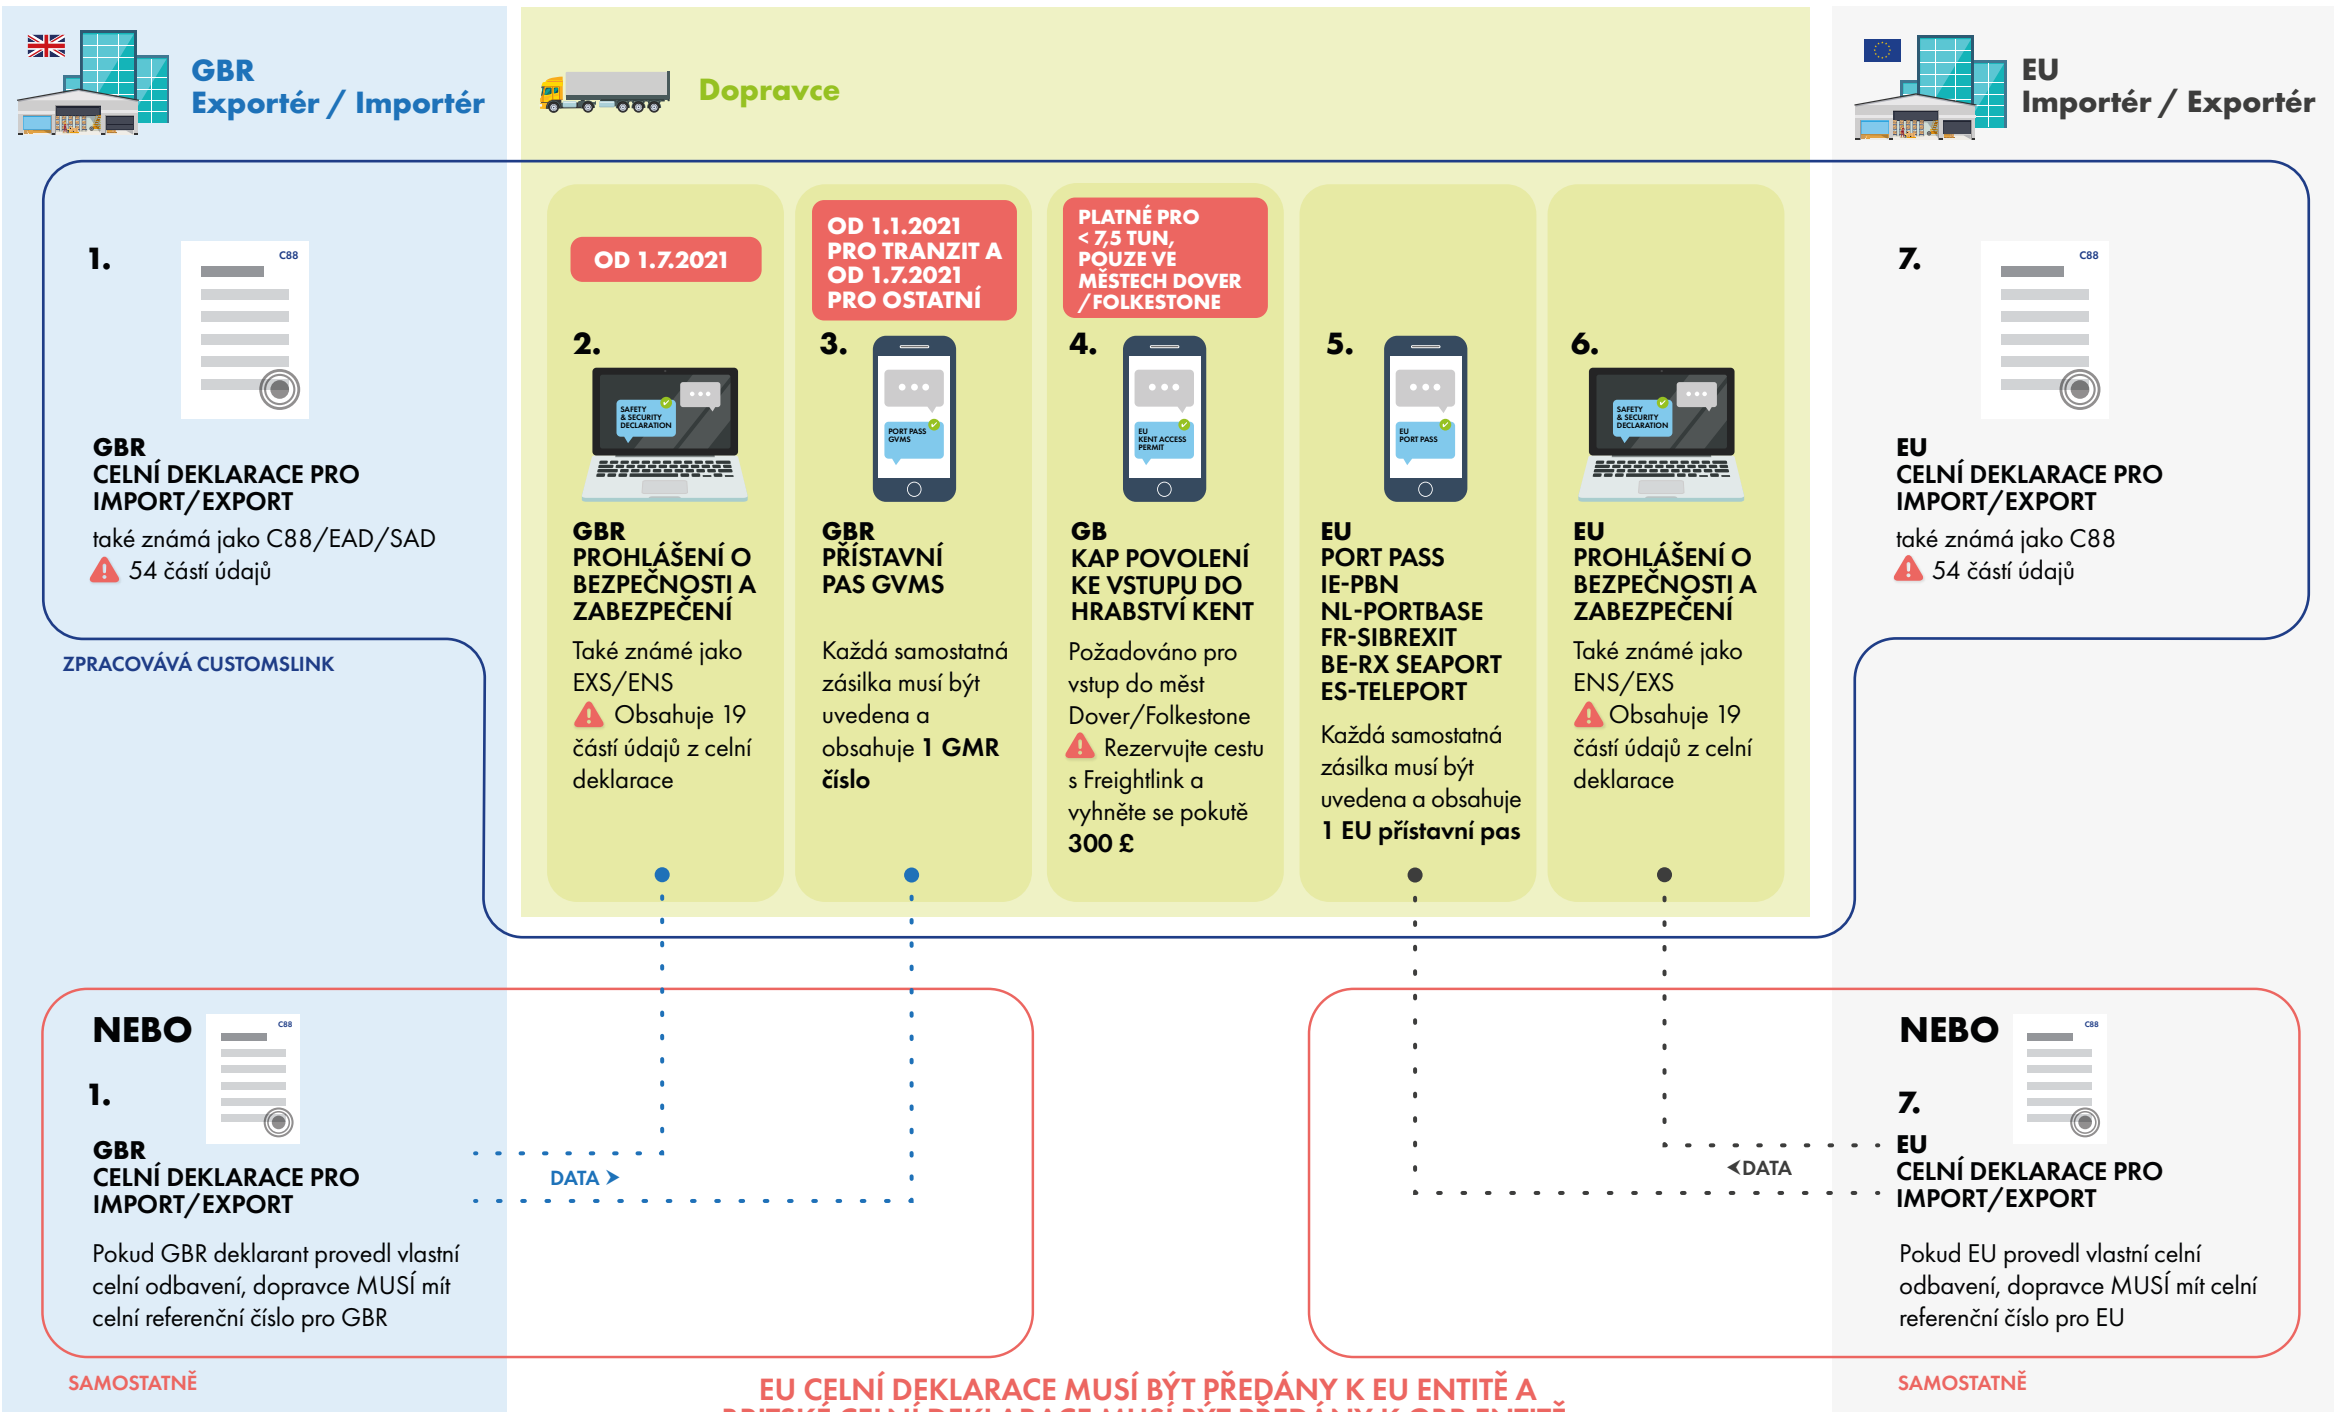 GBR
Exportér / Importér
Dopravce
EU
Importér / Exportér
1.
C88
GBR
CELNÍ DEKLARACE PRO
IMPORT/EXPORT
také známá jako C88/EAD/SAD
54 částí údajů
ZPRACOVÁVÁ CUSTOMSLINK
OD 1.7.2021
2.
SAFETY
& SECURITY
DECLARATION
GBR
PROHLÁŠENÍ O
BEZPEČNOSTI A
ZABEZPEČENÍ
Také známé jako
EXS/ENS
Obsahuje 19
částí údajů z celní
deklarace
OD 1.1.2021
PRO TRANZIT A
OD 1.7.2021
PRO OSTATNÍ
3.
PORT PASS
GVMS
GBR
PŘÍSTAVNÍ
PAS GVMS
Každá samostatná
zásilka musí být
uvedena a
obsahuje 1 GMR
číslo
PLATNÉ PRO
< 7,5 TUN,
POUZE VE
MĚSTECH DOVER
/FOLKESTONE
4.
EU
KENT ACCESS
PERMIT
GB
KAP POVOLENÍ
KE VSTUPU DO
HRABSTVÍ KENT
Požadováno pro
vstup do měst
Dover/Folkestone
Rezervujte cestu
s Freightlink a
vyhněte se pokutě
300 £
5.
EU
PORT PASS
EU
PORT PASS
IE-PBN
NL-PORTBASE
FR-SIBREXIT
BE-RX SEAPORT
ES-TELEPORT
Každá samostatná
zásilka musí být
uvedena a obsahuje
1 EU přístavní pas
6.
SAFETY
& SECURITY
DECLARATION
EU
PROHLÁŠENÍ O
BEZPEČNOSTI A
ZABEZPEČENÍ
Také známé jako
ENS/EXS
Obsahuje 19
částí údajů z celní
deklarace
7.
C88
EU
CELNÍ DEKLARACE PRO
IMPORT/EXPORT
také známá jako C88
54 částí údajů
NEBO
C88
1.
GBR
CELNÍ DEKLARACE PRO
IMPORT/EXPORT
DATA >
Pokud GBR deklarant provedl vlastní
celní odbavení, dopravce MUSÍ mít
celní referenční číslo pro GBR
SAMOSTATNĚ
NEBO
C88
7.
EU
CELNÍ DEKLARACE PRO
IMPORT/EXPORT
<DATA
Pokud EU provedl vlastní celní
odbavení, dopravce MUSÍ mít celní
referenční číslo pro EU
SAMOSTATNĚ
EU CELNÍ DEKLARACE MUSÍ BÝT PŘEDÁNY K EU ENTITĚ A
BRITSKÉ CELNÍ DEKLARACE MUSÍ BÝT PŘEDÁNY K GBR ENTITĚ